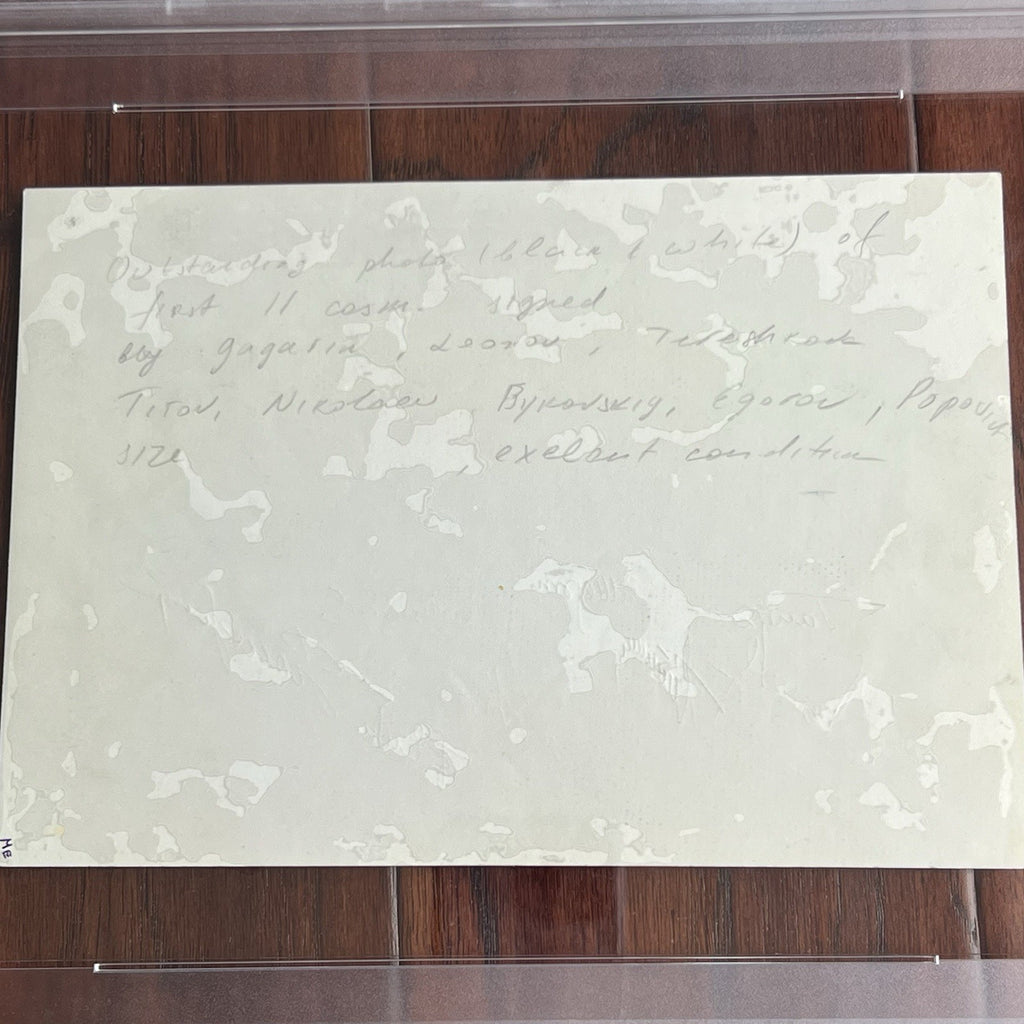 Outstanding photo (black & white) of
first 11 cosm. signed
by gagarin, Leonov, Tereshkova
Titov, Nikolaev Bykovskiy, Egorov, Popovich
size , exelent condition
HB